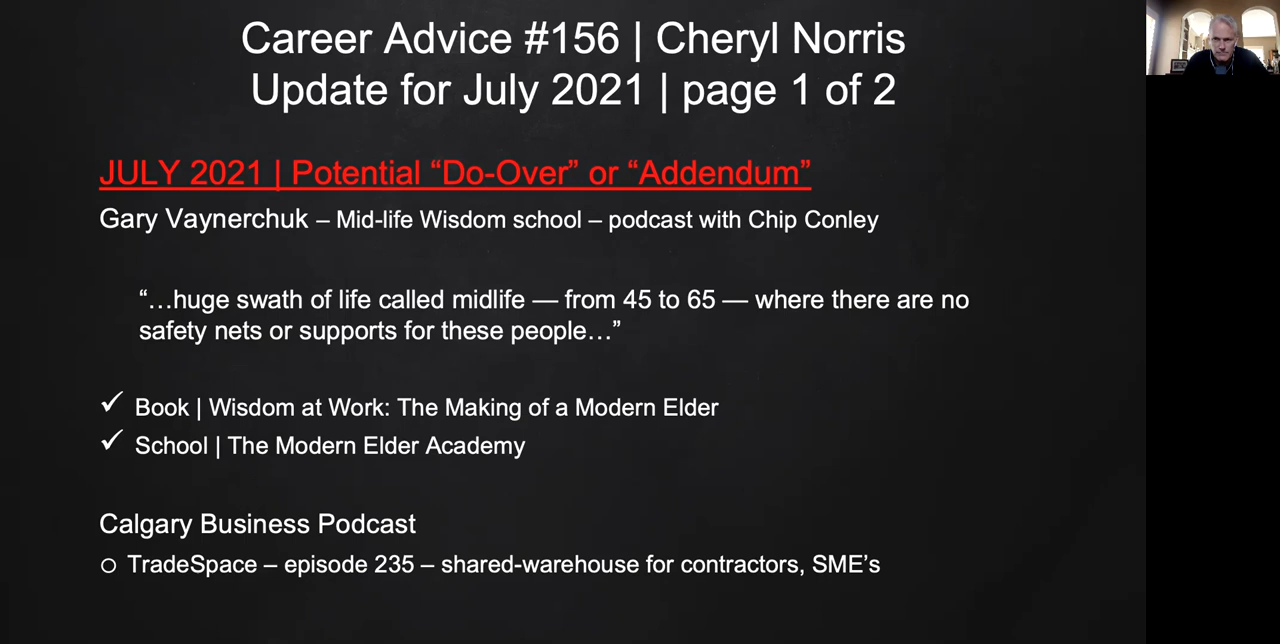 Career Advice #156 | Cheryl Norris
Update for July 2021 | page 1 of 2
JULY 2021 | Potential “Do-Over” or “Addendum”
Gary Vaynerchuk – Mid-life Wisdom school – podcast with Chip Conley
“…huge swath of life called midlife — from 45 to 65 — where there are no
safety nets or supports for these people…”
✓ Book | Wisdom at Work: The Making of a Modern Elder
✓ School | The Modern Elder Academy
Calgary Business Podcast
○ TradeSpace – episode 235 – shared-warehouse for contractors, SME’s